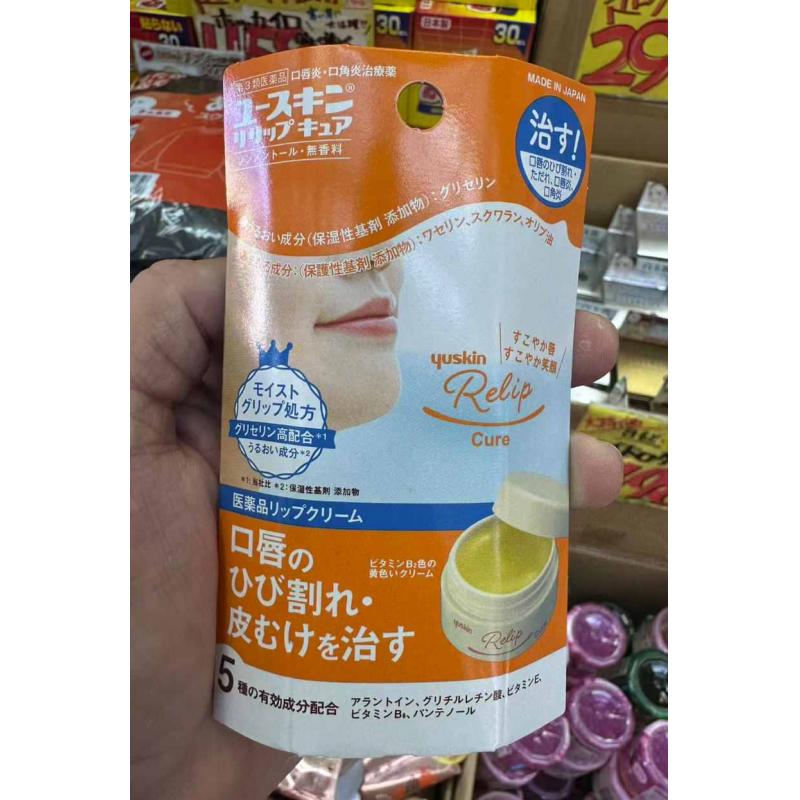 貼らない
30
ホッカイロ
30
日本製
30
29
第3類医薬品 口唇炎・口角炎治療薬
MADE IN JAPAN
ユースキン®
リリップキュア
ノンメントール・無香料
治す!
口唇のひび割れ・
ただれ、口唇炎、
口角炎
うるおい成分(保湿性基剤 添加物):グリセリン
成分:(保護性基剤 添加物):ワセリン、スクワラン、オリブ油
すこやか唇
すこやか笑顔
yuskin
Relip
Cure
モイスト
グリップ処方
グリセリン高配合*1
うるおい成分*2
*1:当社比 *2:保湿性基剤 添加物
医薬品リップクリーム
口唇の
ひび割れ・
皮むけを治す
ビタミンB₂色の
黄色いクリーム
yuskin
Relip
5種の有効成分配合
アラントイン、グリチルレチン酸、ビタミンE、
ビタミンB₆、パンテノール